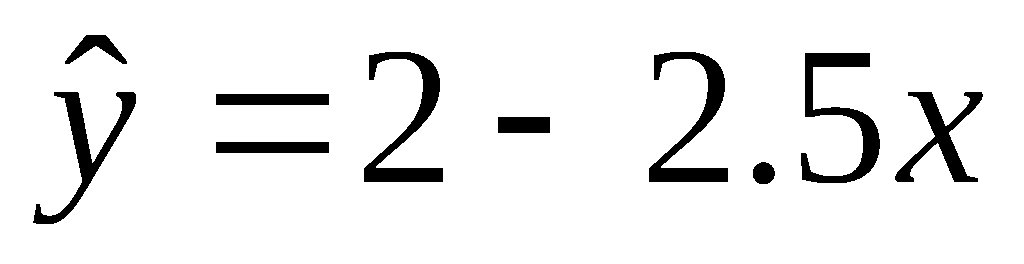 ŷ =2 - 2.5x